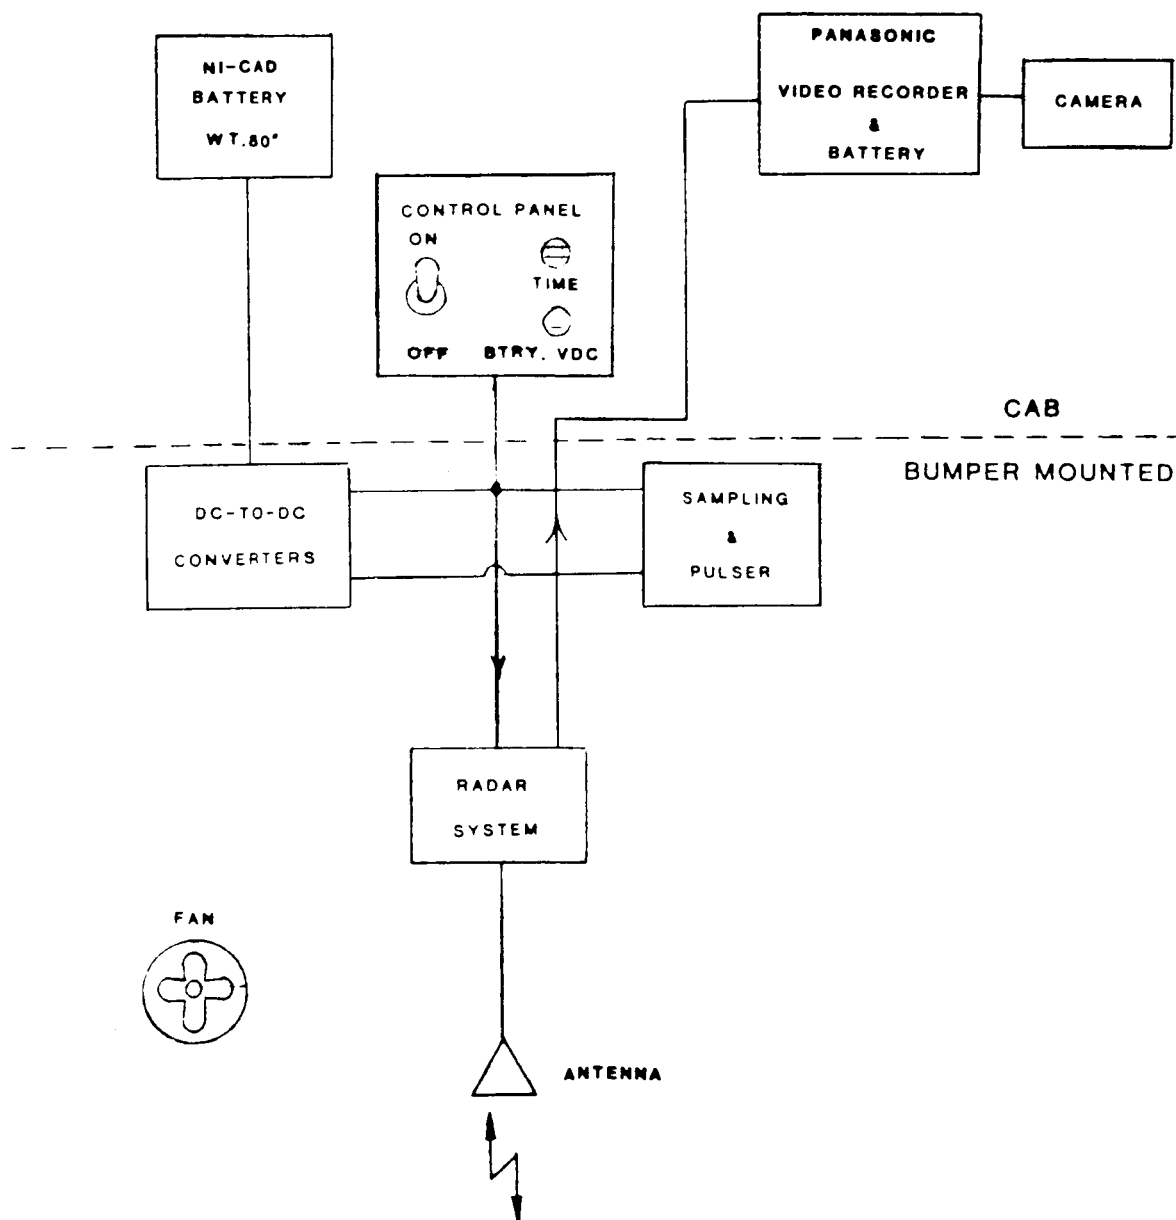 NI-CAD
BATTERY
WT.80"
PANASONIC
VIDEO RECORDER
&
BATTERY
CAMERA
CONTROL PANEL
ON
TIME
OFF
BTRY. VDC
CAB
BUMPER MOUNTED
DC-TO-DC
CONVERTERS
SAMPLING
&
PULSER
RADAR
SYSTEM
FAN
ANTENNA